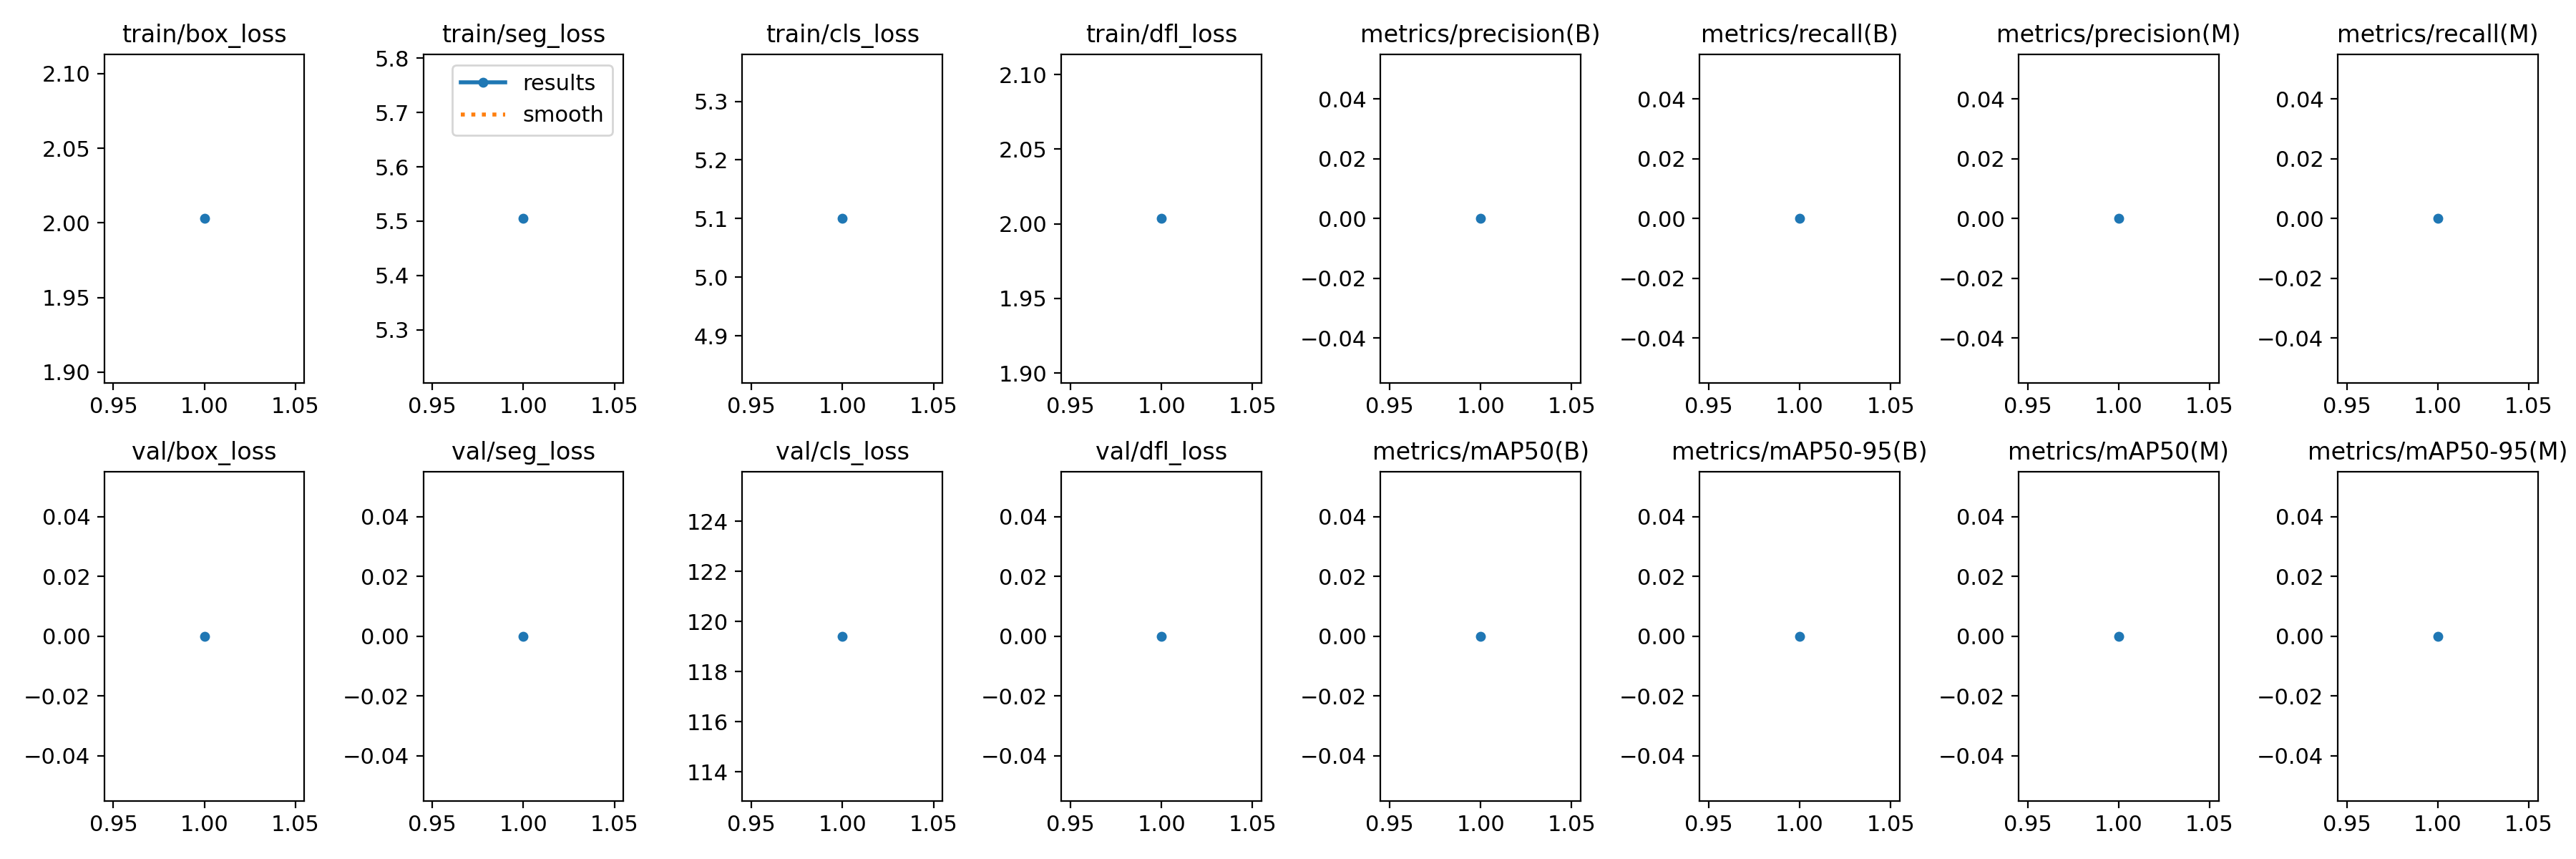 train/box_loss
2.10
2.05
2.00
1.95
1.90
0.95 1.00 1.05
train/seg_loss
5.8
5.7
5.6
5.5
5.4
5.3
results
smooth
0.95 1.00 1.05
train/cls_loss
5.3
5.2
5.1
5.0
4.9
0.95 1.00 1.05
train/dfl_loss
2.10
2.05
2.00
1.95
1.90
0.95 1.00 1.05
metrics/precision(B)
0.04
0.02
0.00
−0.02
−0.04
0.95 1.00 1.05
metrics/recall(B)
0.04
0.02
0.00
−0.02
−0.04
0.95 1.00 1.05
metrics/precision(M)
0.04
0.02
0.00
−0.02
−0.04
0.95 1.00 1.05
metrics/recall(M)
0.04
0.02
0.00
−0.02
−0.04
0.95 1.00 1.05
val/box_loss
0.04
0.02
0.00
−0.02
−0.04
0.95 1.00 1.05
val/seg_loss
0.04
0.02
0.00
−0.02
−0.04
0.95 1.00 1.05
val/cls_loss
124
122
120
118
116
114
0.95 1.00 1.05
val/dfl_loss
0.04
0.02
0.00
−0.02
−0.04
0.95 1.00 1.05
metrics/mAP50(B)
0.04
0.02
0.00
−0.02
−0.04
0.95 1.00 1.05
metrics/mAP50-95(B)
0.04
0.02
0.00
−0.02
−0.04
0.95 1.00 1.05
metrics/mAP50(M)
0.04
0.02
0.00
−0.02
−0.04
0.95 1.00 1.05
metrics/mAP50-95(M)
0.04
0.02
0.00
−0.02
−0.04
0.95 1.00 1.05